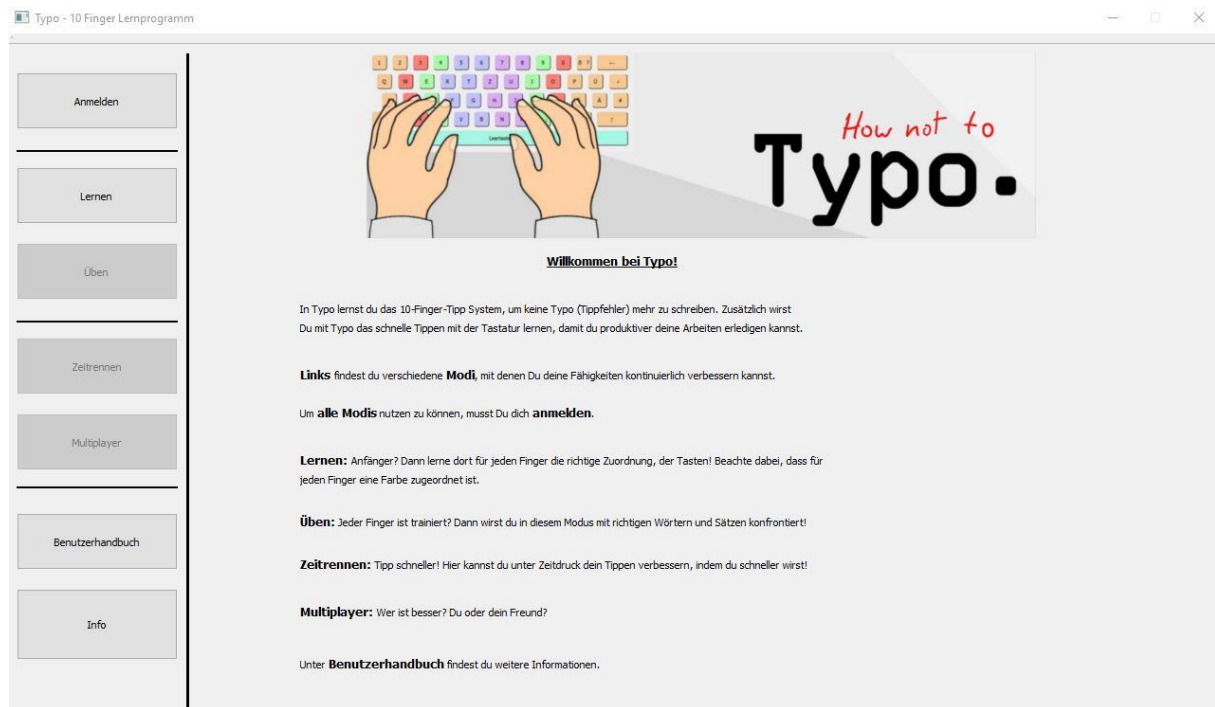 Typo - 10 Finger Lernprogramm
Anmelden
Lernen
Üben
Zeitrennen
Multiplayer
Benutzerhandbuch
Info
How not to
Typo.
Willkommen bei Typo!
In Typo lernst du das 10-Finger-Tipp System, um keine Typo (Tippfehler) mehr zu schreiben. Zusätzlich wirst
Du mit Typo das schnelle Tippen mit der Tastatur lernen, damit du produktiver deine Arbeiten erledigen kannst.
Links findest du verschiedene Modi, mit denen Du deine Fähigkeiten kontinuierlich verbessern kannst.
Um alle Modis nutzen zu können, musst Du dich anmelden.
Lernen: Anfänger? Dann lerne dort für jeden Finger die richtige Zuordnung, der Tasten! Beachte dabei, dass für
jeden Finger eine Farbe zugeordnet ist.
Üben: Jeder Finger ist trainiert? Dann wirst du in diesem Modus mit richtigen Wörtern und Sätzen konfrontiert!
Zeitrennen: Tipp schneller! Hier kannst du unter Zeitdruck dein Tippen verbessern, indem du schneller wirst!
Multiplayer: Wer ist besser? Du oder dein Freund?
Unter Benutzerhandbuch findest du weitere Informationen.